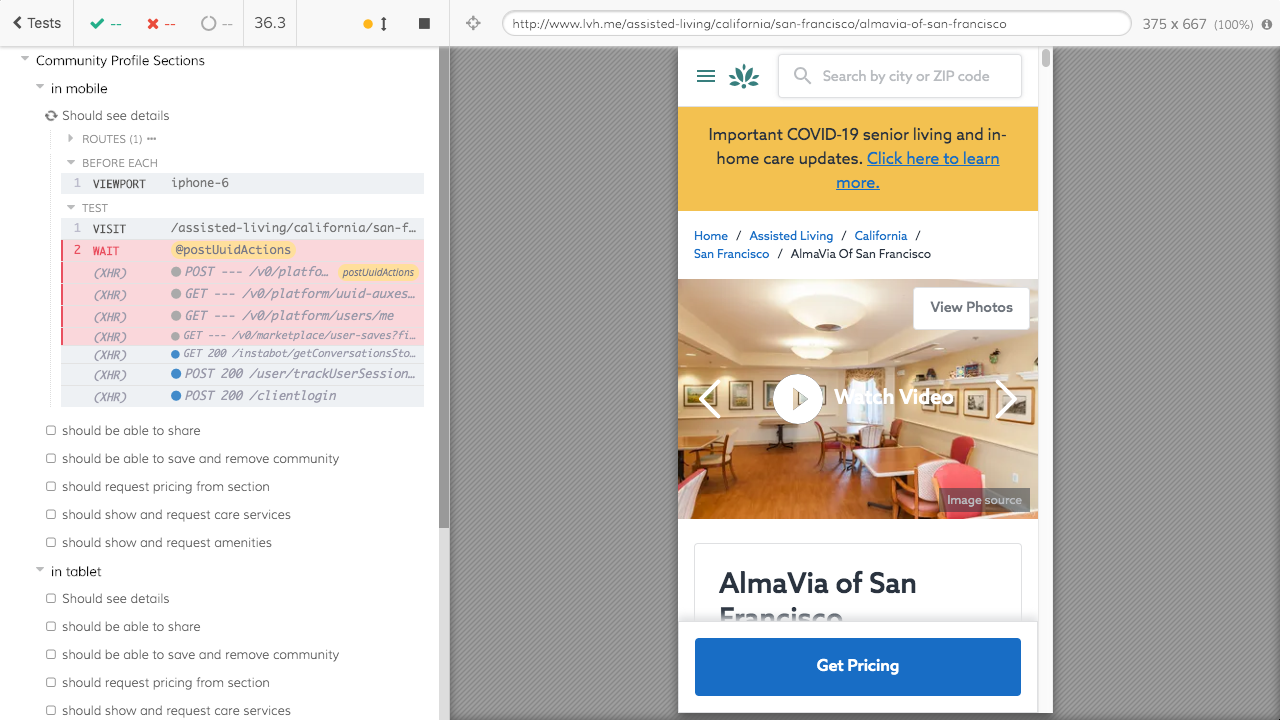 Tests
--
--
--
36.3
http://www.lvh.me/assisted-living/california/san-francisco/almavia-of-san-francisco
375 x 667 (100%)
Community Profile Sections
in mobile
Should see details
ROUTES (1)
BEFORE EACH
1 VIEWPORT iphone-6
TEST
1 VISIT /assisted-living/california/san-f...
2 WAIT @postUuidActions
(XHR) POST --- /v0/platfo... postUuidActions
(XHR) GET --- /v0/platform/uuid-auxes...
(XHR) GET --- /v0/platform/users/me
(XHR) GET --- /v0/marketplace/user-saves?fi...
(XHR) GET 200 /instabot/getConversationsSto...
(XHR) POST 200 /user/trackUserSession...
(XHR) POST 200 /clientlogin
should be able to share
should be able to save and remove community
should request pricing from section
should show and request care services
should show and request amenities
in tablet
Should see details
should be able to share
should be able to save and remove community
should request pricing from section
should show and request care services
Search by city or ZIP code
Important COVID-19 senior living and in-
home care updates. Click here to learn
more.
Home / Assisted Living / California /
San Francisco / AlmaVia Of San Francisco
View Photos
Watch Video
Image source
AlmaVia of San
Francisco
Get Pricing